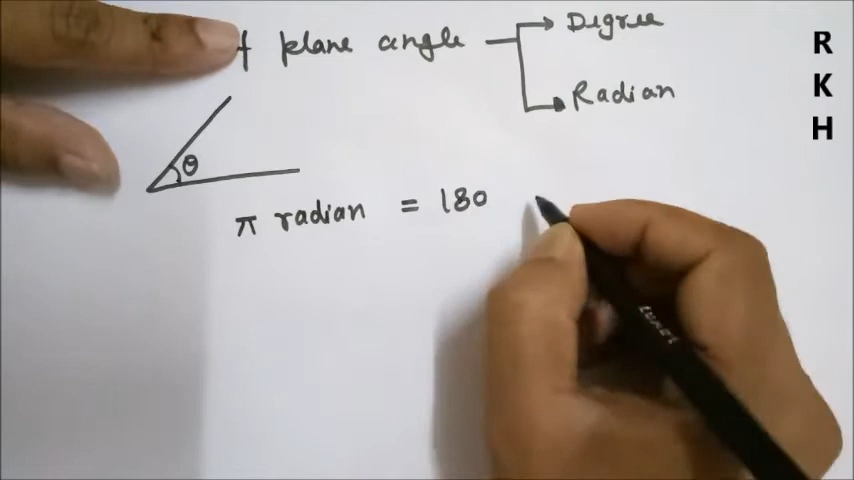 plane angle
Degree
Radian
θ
π radian = 180
R
K
H